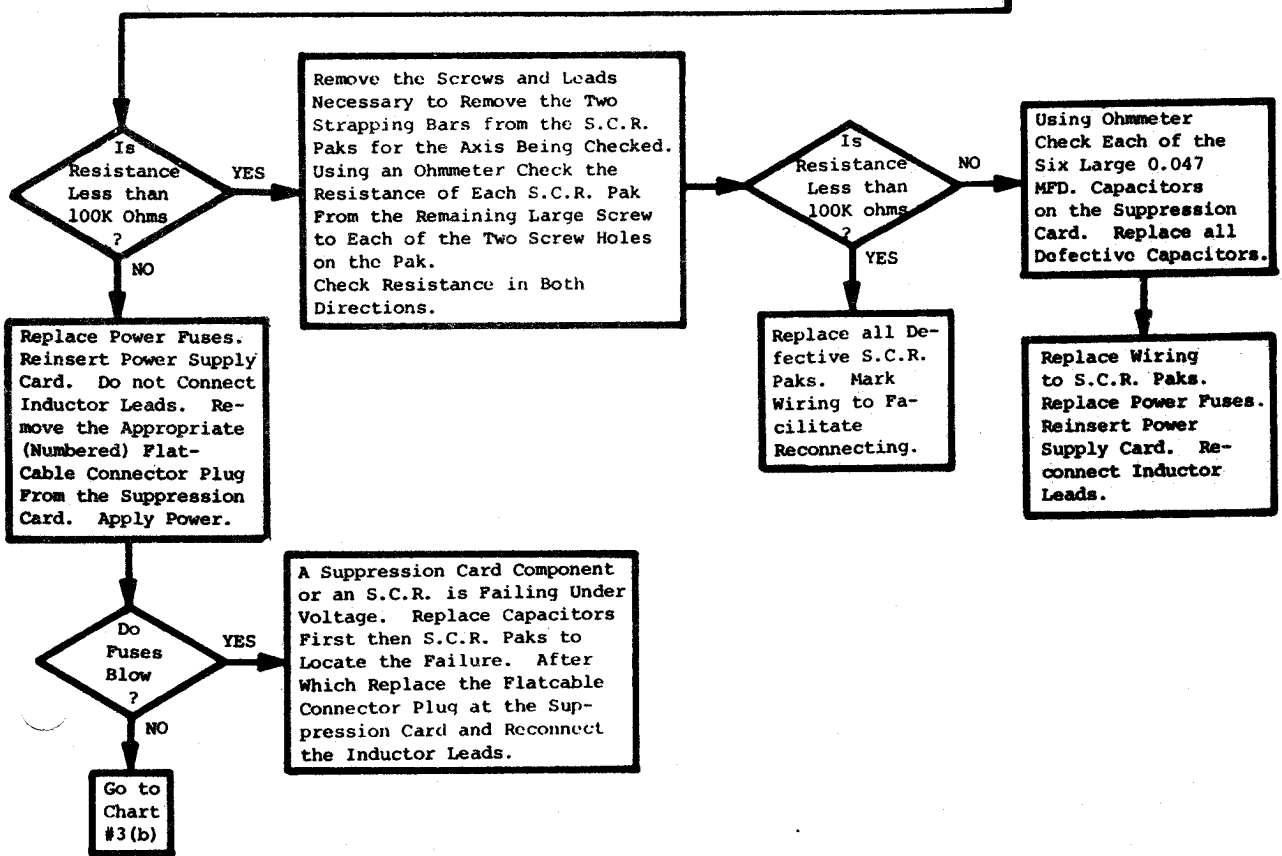 Is
Resistance
Less than
100K Ohms
?
YES
NO
Remove the Screws and Leads
Necessary to Remove the Two
Strapping Bars from the S.C.R.
Paks for the Axis Being Checked.
Using an Ohmmeter Check the
Resistance of Each S.C.R. Pak
From the Remaining Large Screw
to Each of the Two Screw Holes
on the Pak.
Check Resistance in Both
Directions.
Is
Resistance
Less than
100K ohms
?
NO
YES
Using Ohmmeter
Check Each of the
Six Large 0.047
MFD. Capacitors
on the Suppression
Card. Replace all
Defective Capacitors.
Replace all De-
fective S.C.R.
Paks. Mark
Wiring to Fa-
cilitate
Reconnecting.
Replace Wiring
to S.C.R. Paks.
Replace Power Fuses.
Reinsert Power
Supply Card. Re-
connect Inductor
Leads.
Replace Power Fuses.
Reinsert Power Supply
Card. Do not Connect
Inductor Leads. Re-
move the Appropriate
(Numbered) Flat-
Cable Connector Plug
From the Suppression
Card. Apply Power.
Do
Fuses
Blow
?
YES
NO
A Suppression Card Component
or an S.C.R. is Failing Under
Voltage. Replace Capacitors
First then S.C.R. Paks to
Locate the Failure. After
Which Replace the Flatcable
Connector Plug at the Sup-
pression Card and Reconnect
the Inductor Leads.
Go to
Chart
#3(b)